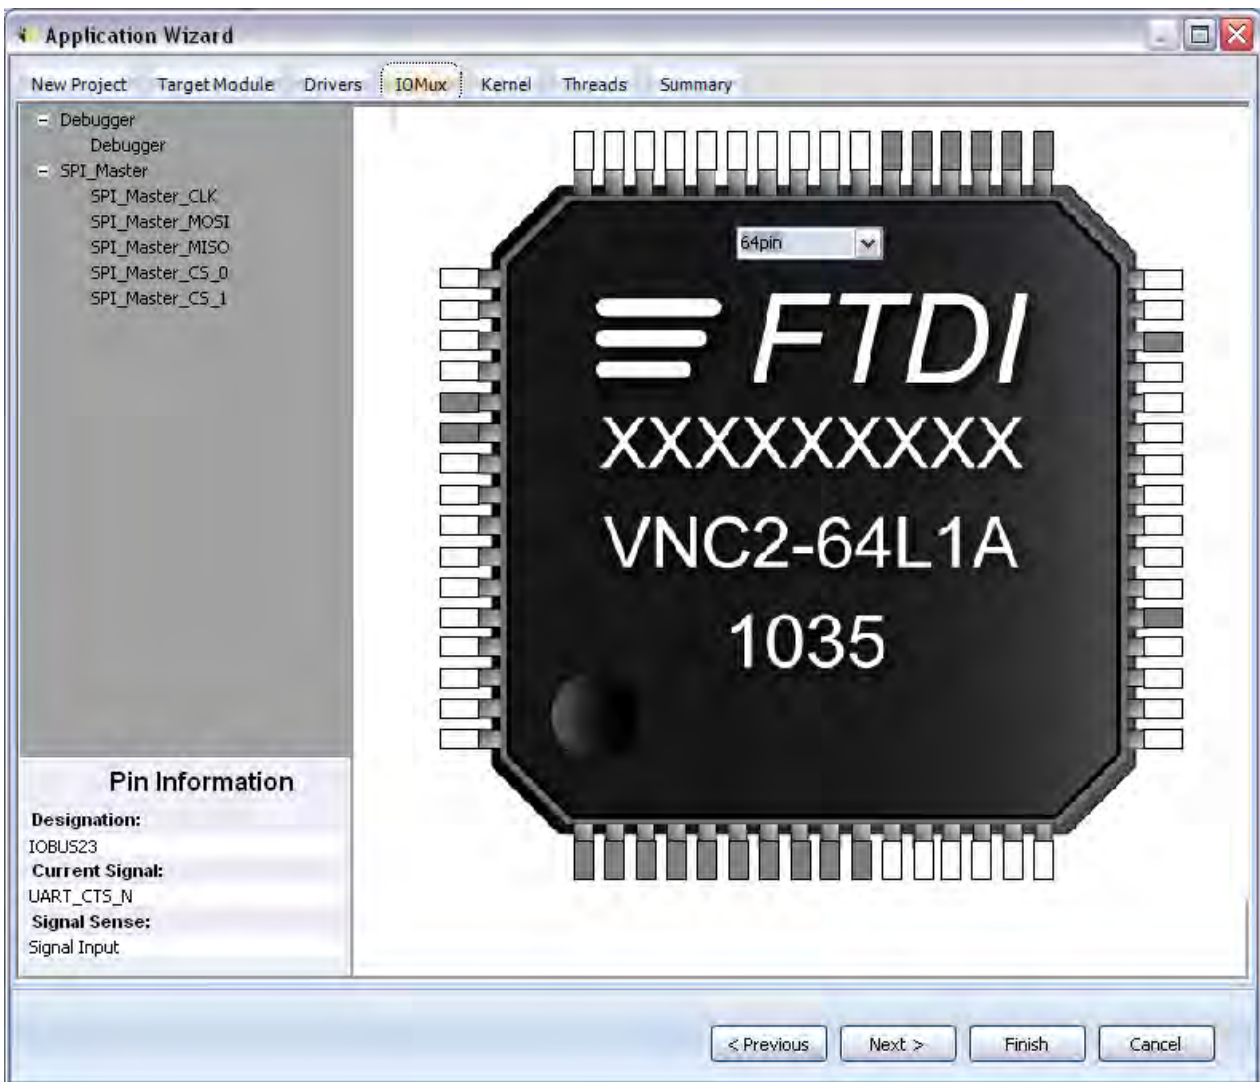 Application Wizard
New Project Target Module Drivers IOMux Kernel Threads Summary
- Debugger
Debugger
- SPI_Master
SPI_Master_CLK
SPI_Master_MOSI
SPI_Master_MISO
SPI_Master_CS_0
SPI_Master_CS_1
64pin
FTDI
XXXXXXXXX
VNC2-64L1A
1035
Pin Information
Designation:
IOBUS23
Current Signal:
UART_CTS_N
Signal Sense:
Signal Input
< Previous Next > Finish Cancel